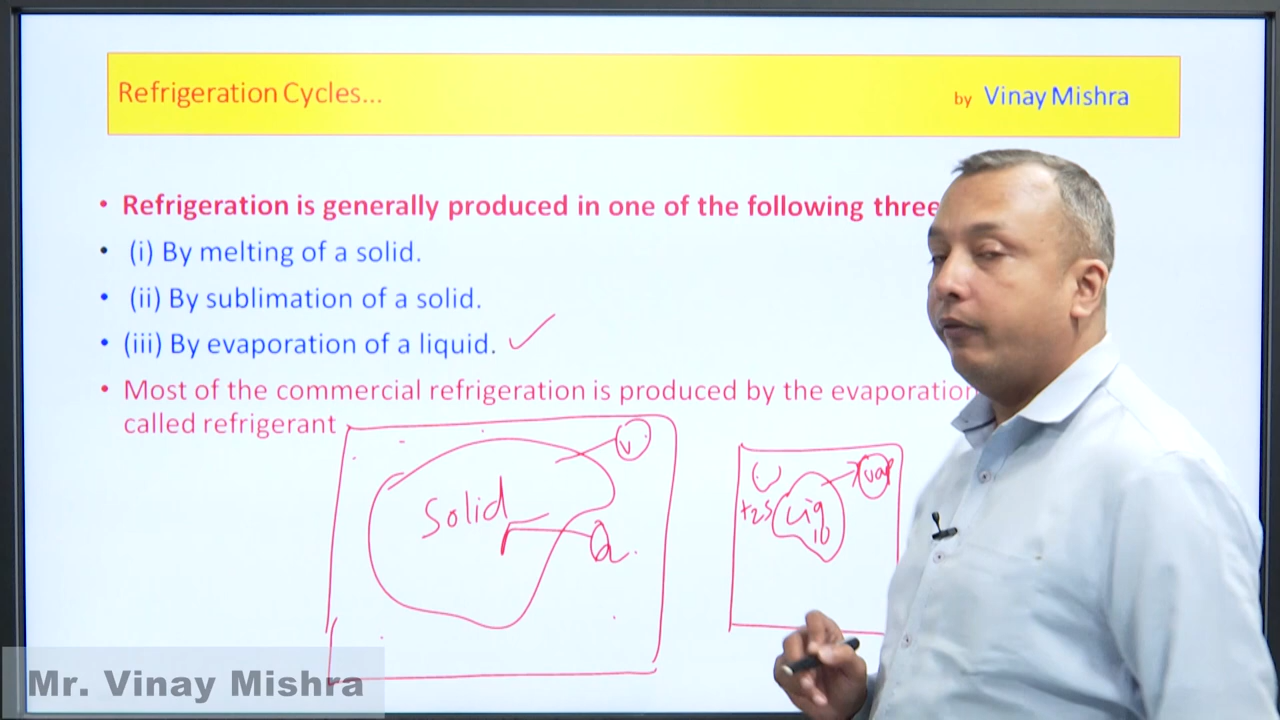 Refrigeration Cycles...
by Vinay Mishra
• Refrigeration is generally produced in one of the following three
• (i) By melting of a solid.
• (ii) By sublimation of a solid.
• (iii) By evaporation of a liquid.
• Most of the commercial refrigeration is produced by the evaporation
called refrigerant
Solid
V
Q
+25
Liq
10
Vap
Mr. Vinay Mishra